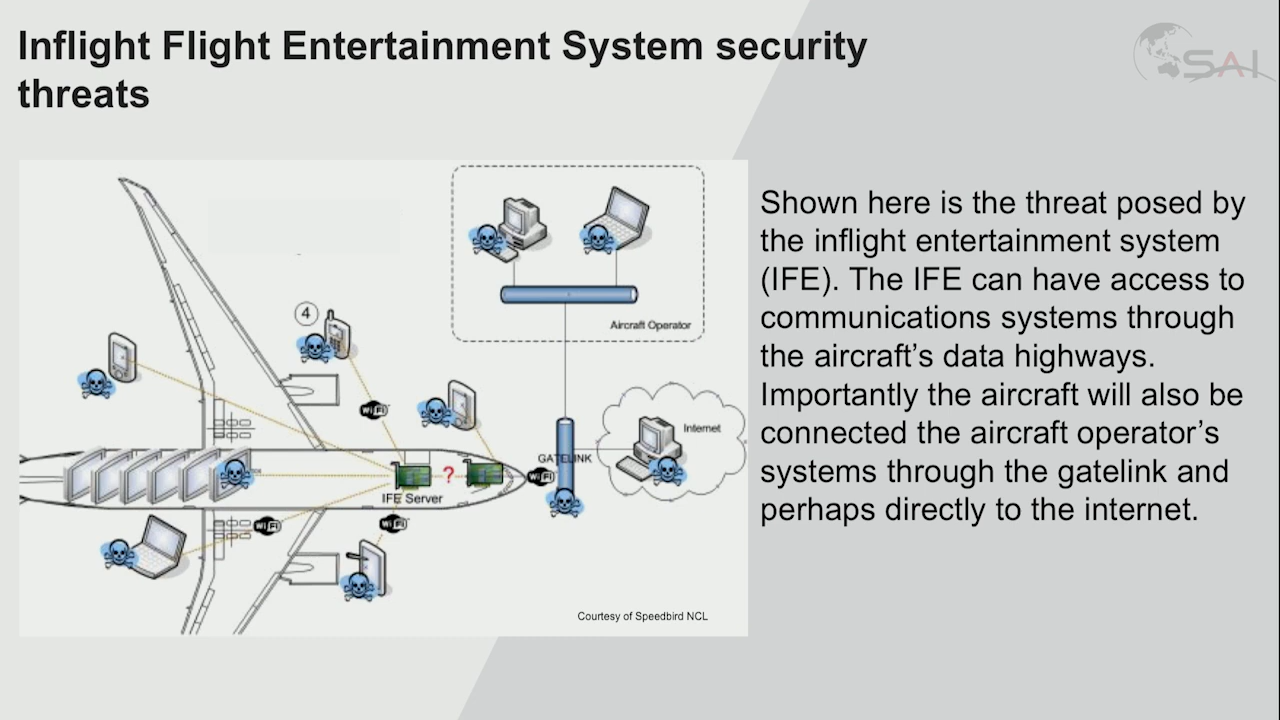 Inflight Flight Entertainment System security
threats
SAI
Shown here is the threat posed by
the inflight entertainment system
(IFE). The IFE can have access to
communications systems through
the aircraft's data highways.
Importantly the aircraft will also be
connected the aircraft operator's
systems through the gatelink and
perhaps directly to the internet.
Aircraft Operator
4
WiFi
Internet
GATELINK
WiFi
?
IFE Server
WiFi
WiFi
Courtesy of Speedbird NCL